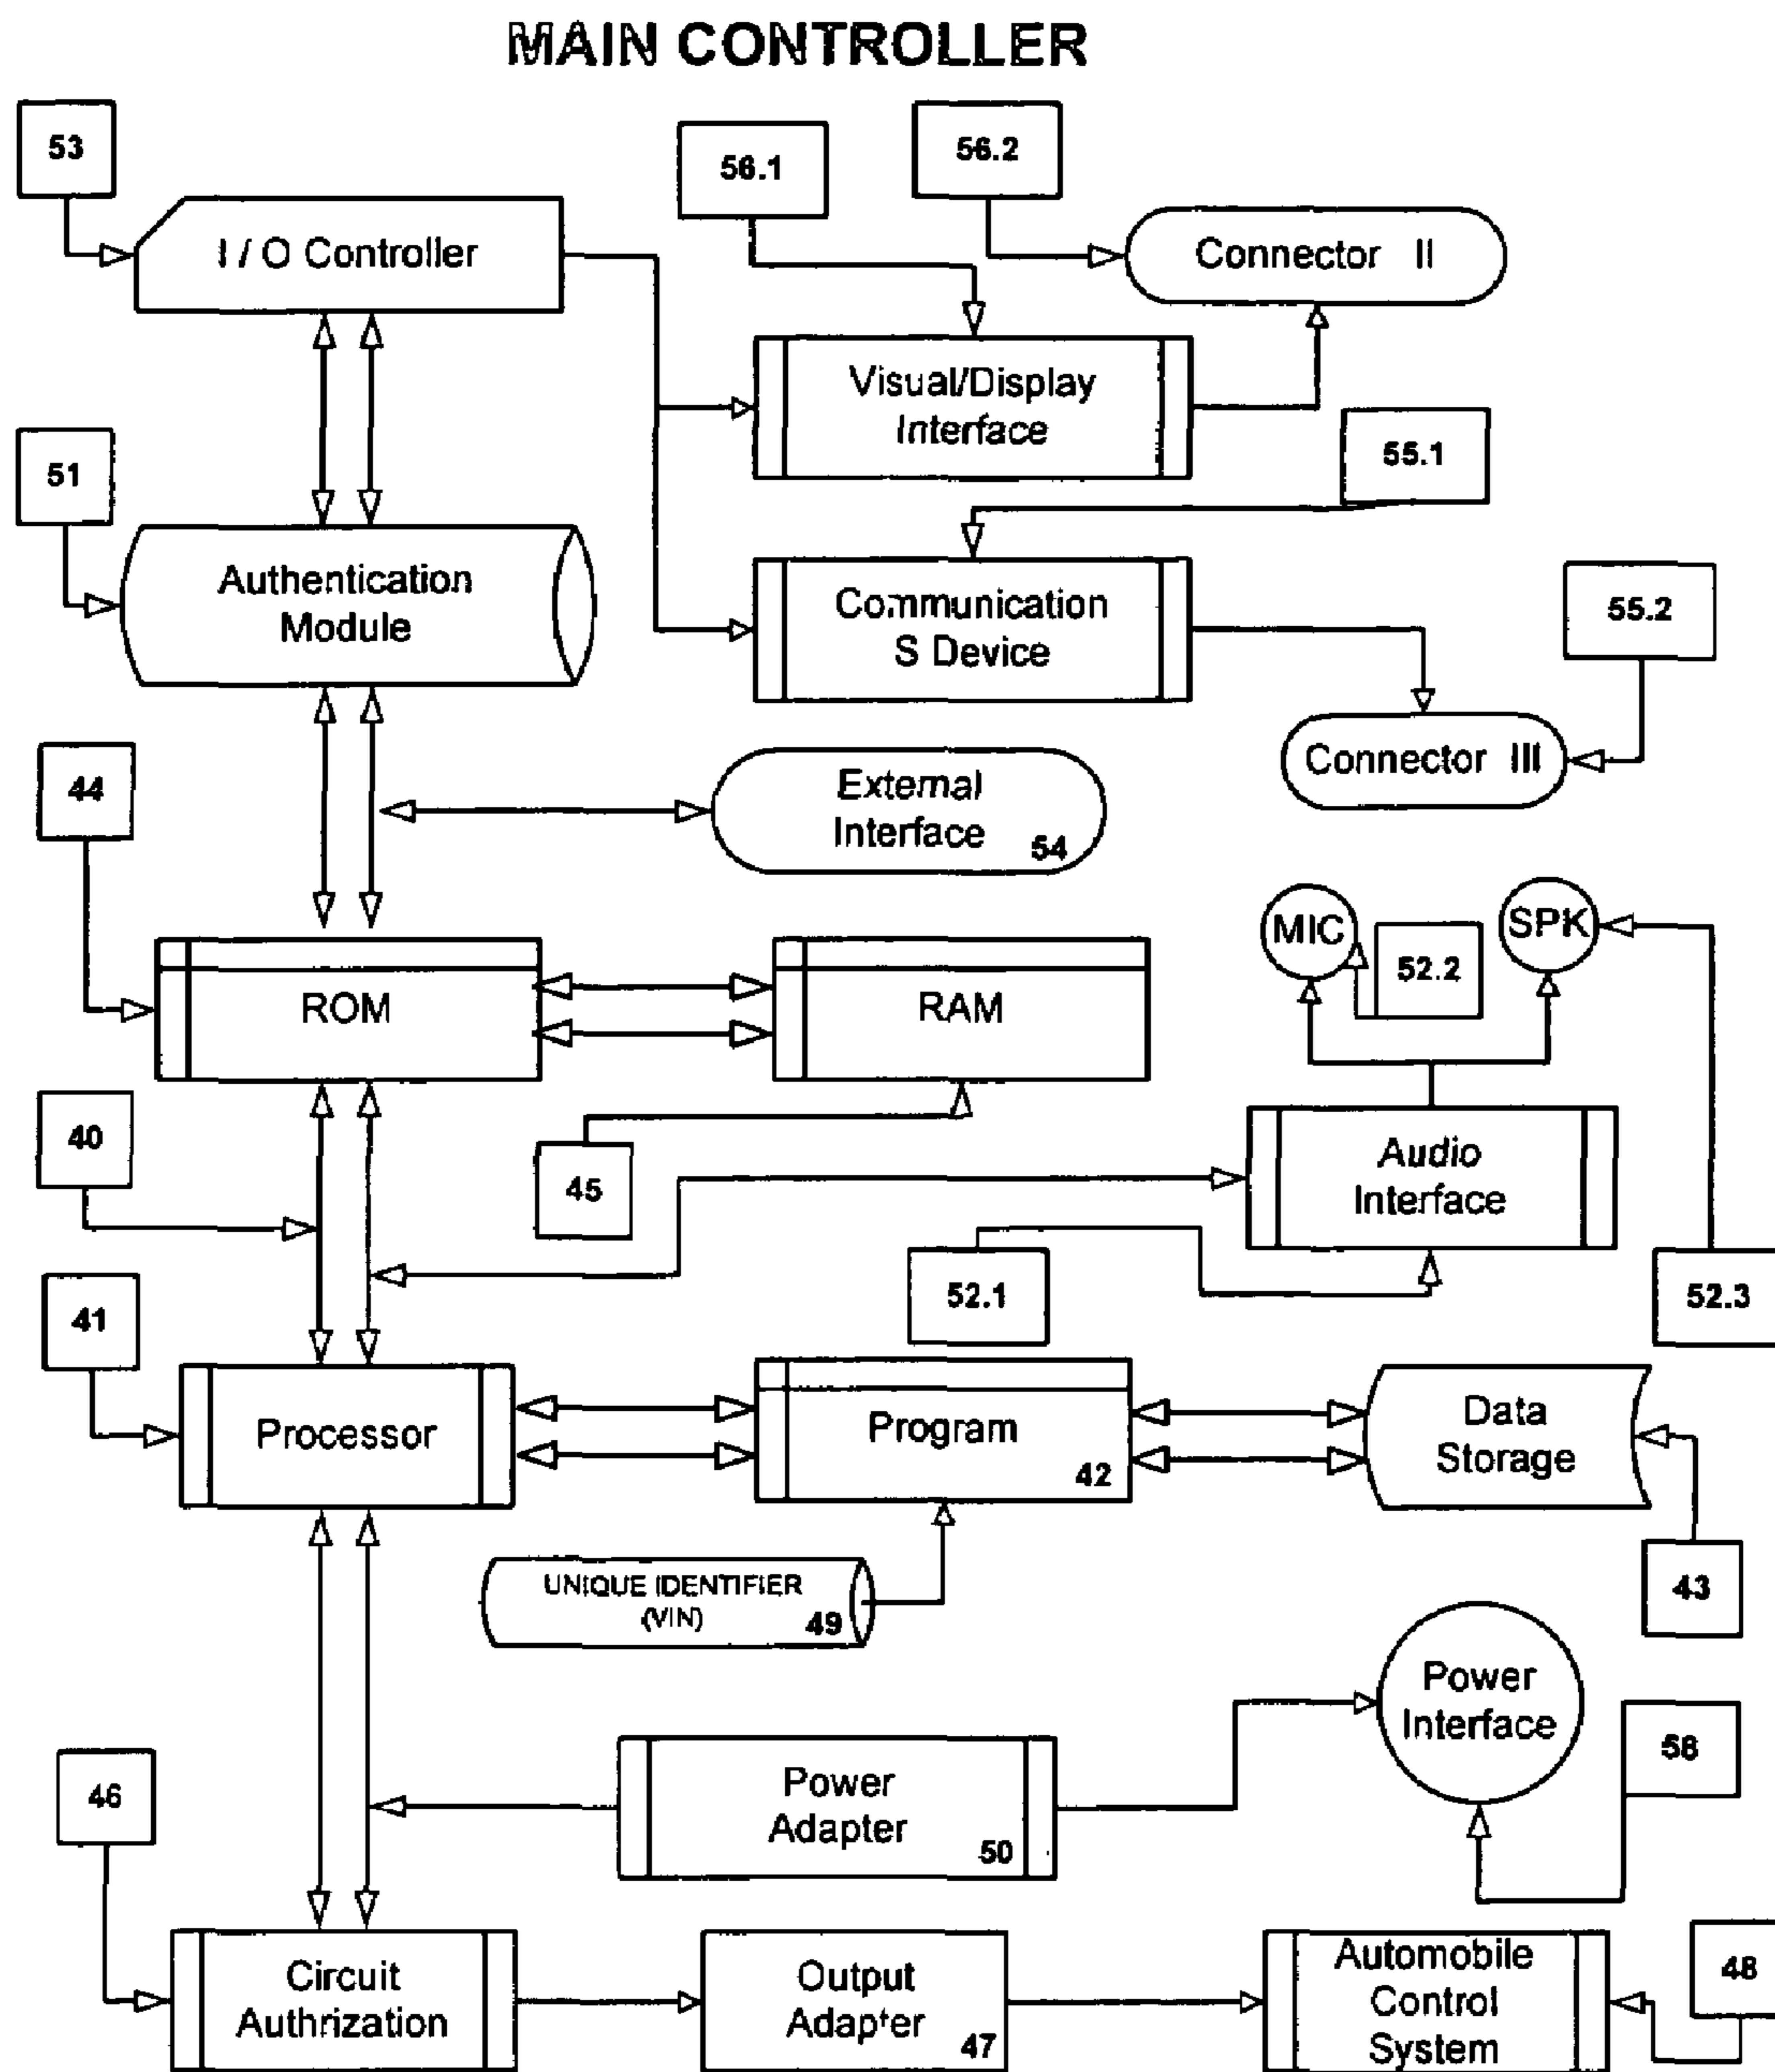 MAIN CONTROLLER
53
56.1
56.2
I / O Controller
Connector II
Visual/Display
Interface
55.1
51
Authentication
Module
Communication
S Device
55.2
Connector III
44
External
Interface
54
MIC
SPK
52.2
ROM
RAM
40
45
Audio
Interface
52.1
52.3
41
Processor
Program
42
Data
Storage
UNIQUE IDENTIFIER
(VIN)
49
43
Power
Interface
58
46
Power
Adapter
50
Circuit
Authrization
Output
Adapter
47
Automobile
Control
System
48